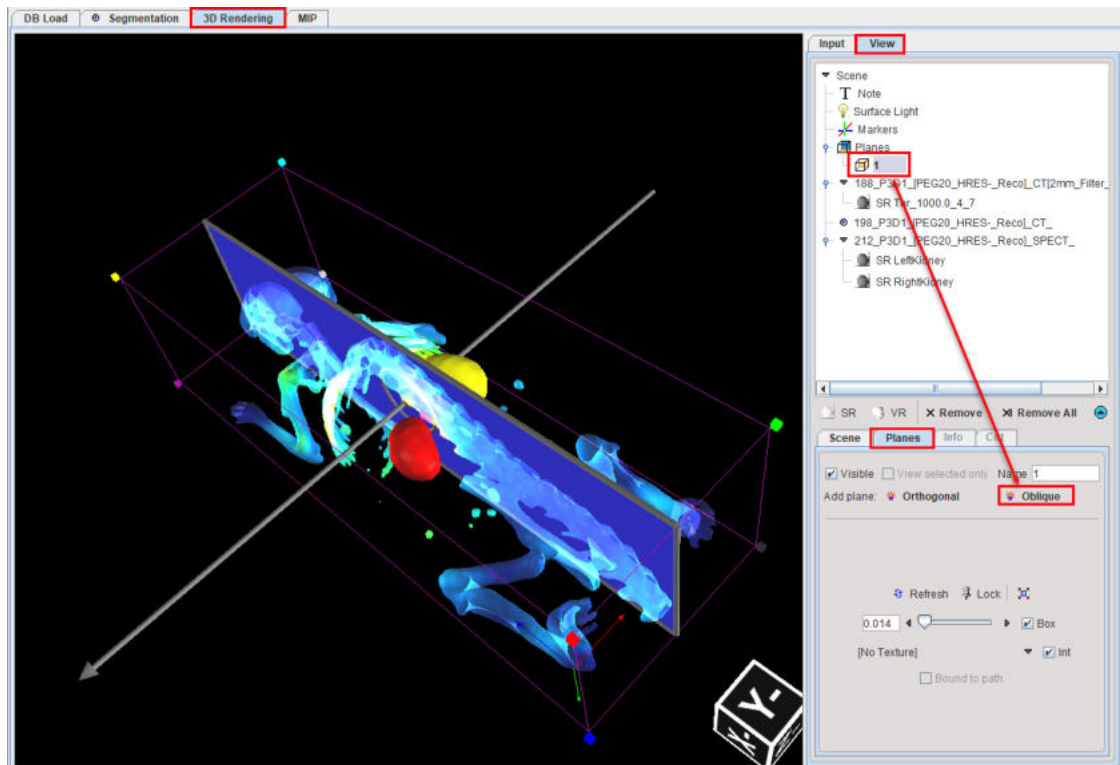 DB Load Segmentation 3D Rendering MIP
Input View
Scene
Note
Surface Light
Markers
Planes
1
188_P3D1_[PEG20_HRES-_Reco]_CT[2mm_Filter_
SR Tar_1000.0_4_7
198_P3D1_[PEG20_HRES-_Reco]_CT_
212_P3D1_[PEG20_HRES-_Reco]_SPECT_
SR LeftKidney
SR RightKidney
SR VR Remove Remove All
Scene Planes Info Cut
Visible View selected only Name 1
Add plane: Orthogonal Oblique
Refresh Lock
0.014 Box
[No Texture] Int
Bound to path
Y-
X-